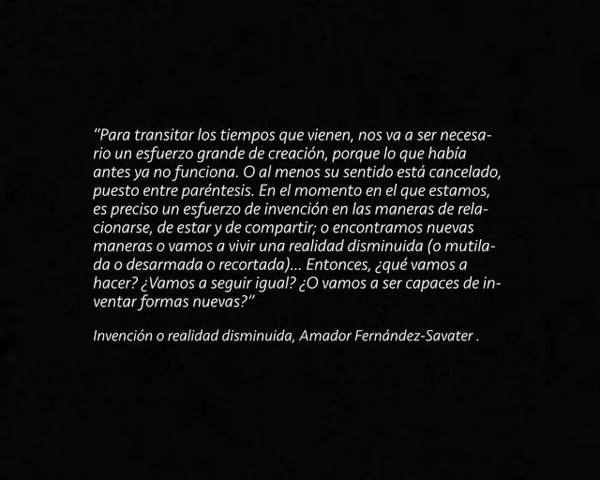 “Para transitar los tiempos que vienen, nos va a ser necesa-
rio un esfuerzo grande de creación, porque lo que había
antes ya no funciona. O al menos su sentido está cancelado,
puesto entre paréntesis. En el momento en el que estamos,
es preciso un esfuerzo de invención en las maneras de rela-
cionarse, de estar y de compartir; o encontramos nuevas
maneras o vamos a vivir una realidad disminuida (o mutila-
da o desarmada o recortada)... Entonces, ¿qué vamos a
hacer? ¿Vamos a seguir igual? ¿O vamos a ser capaces de in-
ventar formas nuevas?”
Invención o realidad disminuida, Amador Fernández-Savater .